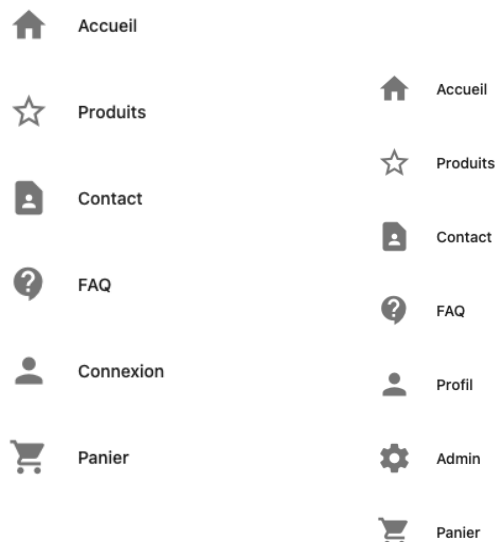 Accueil
Produits
Contact
FAQ
Connexion
Panier
Accueil
Produits
Contact
FAQ
Profil
Admin
Panier